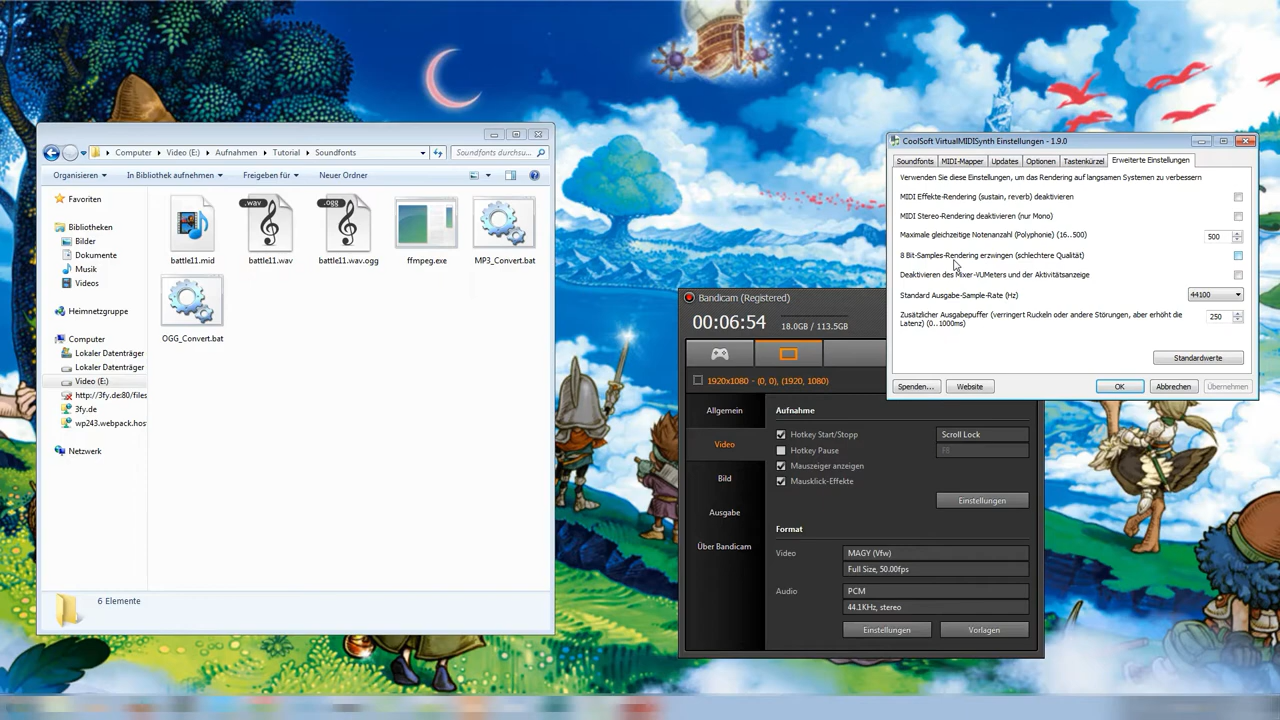 Computer Video (E:) Aufnahmen Tutorial Soundfonts
Soundfonts durchsu...
Organisieren In Bibliothek aufnehmen Freigeben für Neuer Ordner
Favoriten
Bibliotheken
Bilder
Dokumente
Musik
Videos
Heimnetzgruppe
Computer
Lokaler Datenträger
Lokaler Datenträger
Video (E:)
http://3fy.de:80/files
3fy.de
wp243.webpack.hos
Netzwerk
.wav
.ogg
battle11.mid
battle11.wav
battle11.wav.ogg
ffmpeg.exe
MP3_Convert.bat
OGG_Convert.bat
6 Elemente
Bandicam (Registered)
00:06:54
18.0GB / 113.5GB
1920x1080 - (0, 0), (1920, 1080)
Allgemein
Video
Bild
Ausgabe
Über Bandicam
Aufnahme
Hotkey Start/Stopp
Scroll Lock
Hotkey Pause
F8
Mauszeiger anzeigen
Mausklick-Effekte
Einstellungen
Format
Video
MAGY (Vfw)
Full Size, 50.00fps
Audio
PCM
44.1KHz, stereo
Einstellungen
Vorlagen
CoolSoft VirtualMIDISynth Einstellungen - 1.9.0
Soundfonts MIDI-Mapper Updates Optionen Tastenkürzel Erweiterte Einstellungen
Verwenden Sie diese Einstellungen, um das Rendering auf langsamen Systemen zu verbessern
MIDI Effekte-Rendering (sustain, reverb) deaktivieren
MIDI Stereo-Rendering deaktivieren (nur Mono)
Maximale gleichzeitige Notenanzahl (Polyphonie) (16..500)
500
8 Bit-Samples-Rendering erzwingen (schlechtere Qualität)
Deaktivieren des Mixer-VUMeters und der Aktivitätsanzeige
Standard Ausgabe-Sample-Rate (Hz)
44100
Zusätzlicher Ausgabepuffer (verringert Ruckeln oder andere Störungen, aber erhöht die
Latenz) (0..1000ms)
250
Standardwerte
Spenden...
Website
OK
Abbrechen
Übernehmen